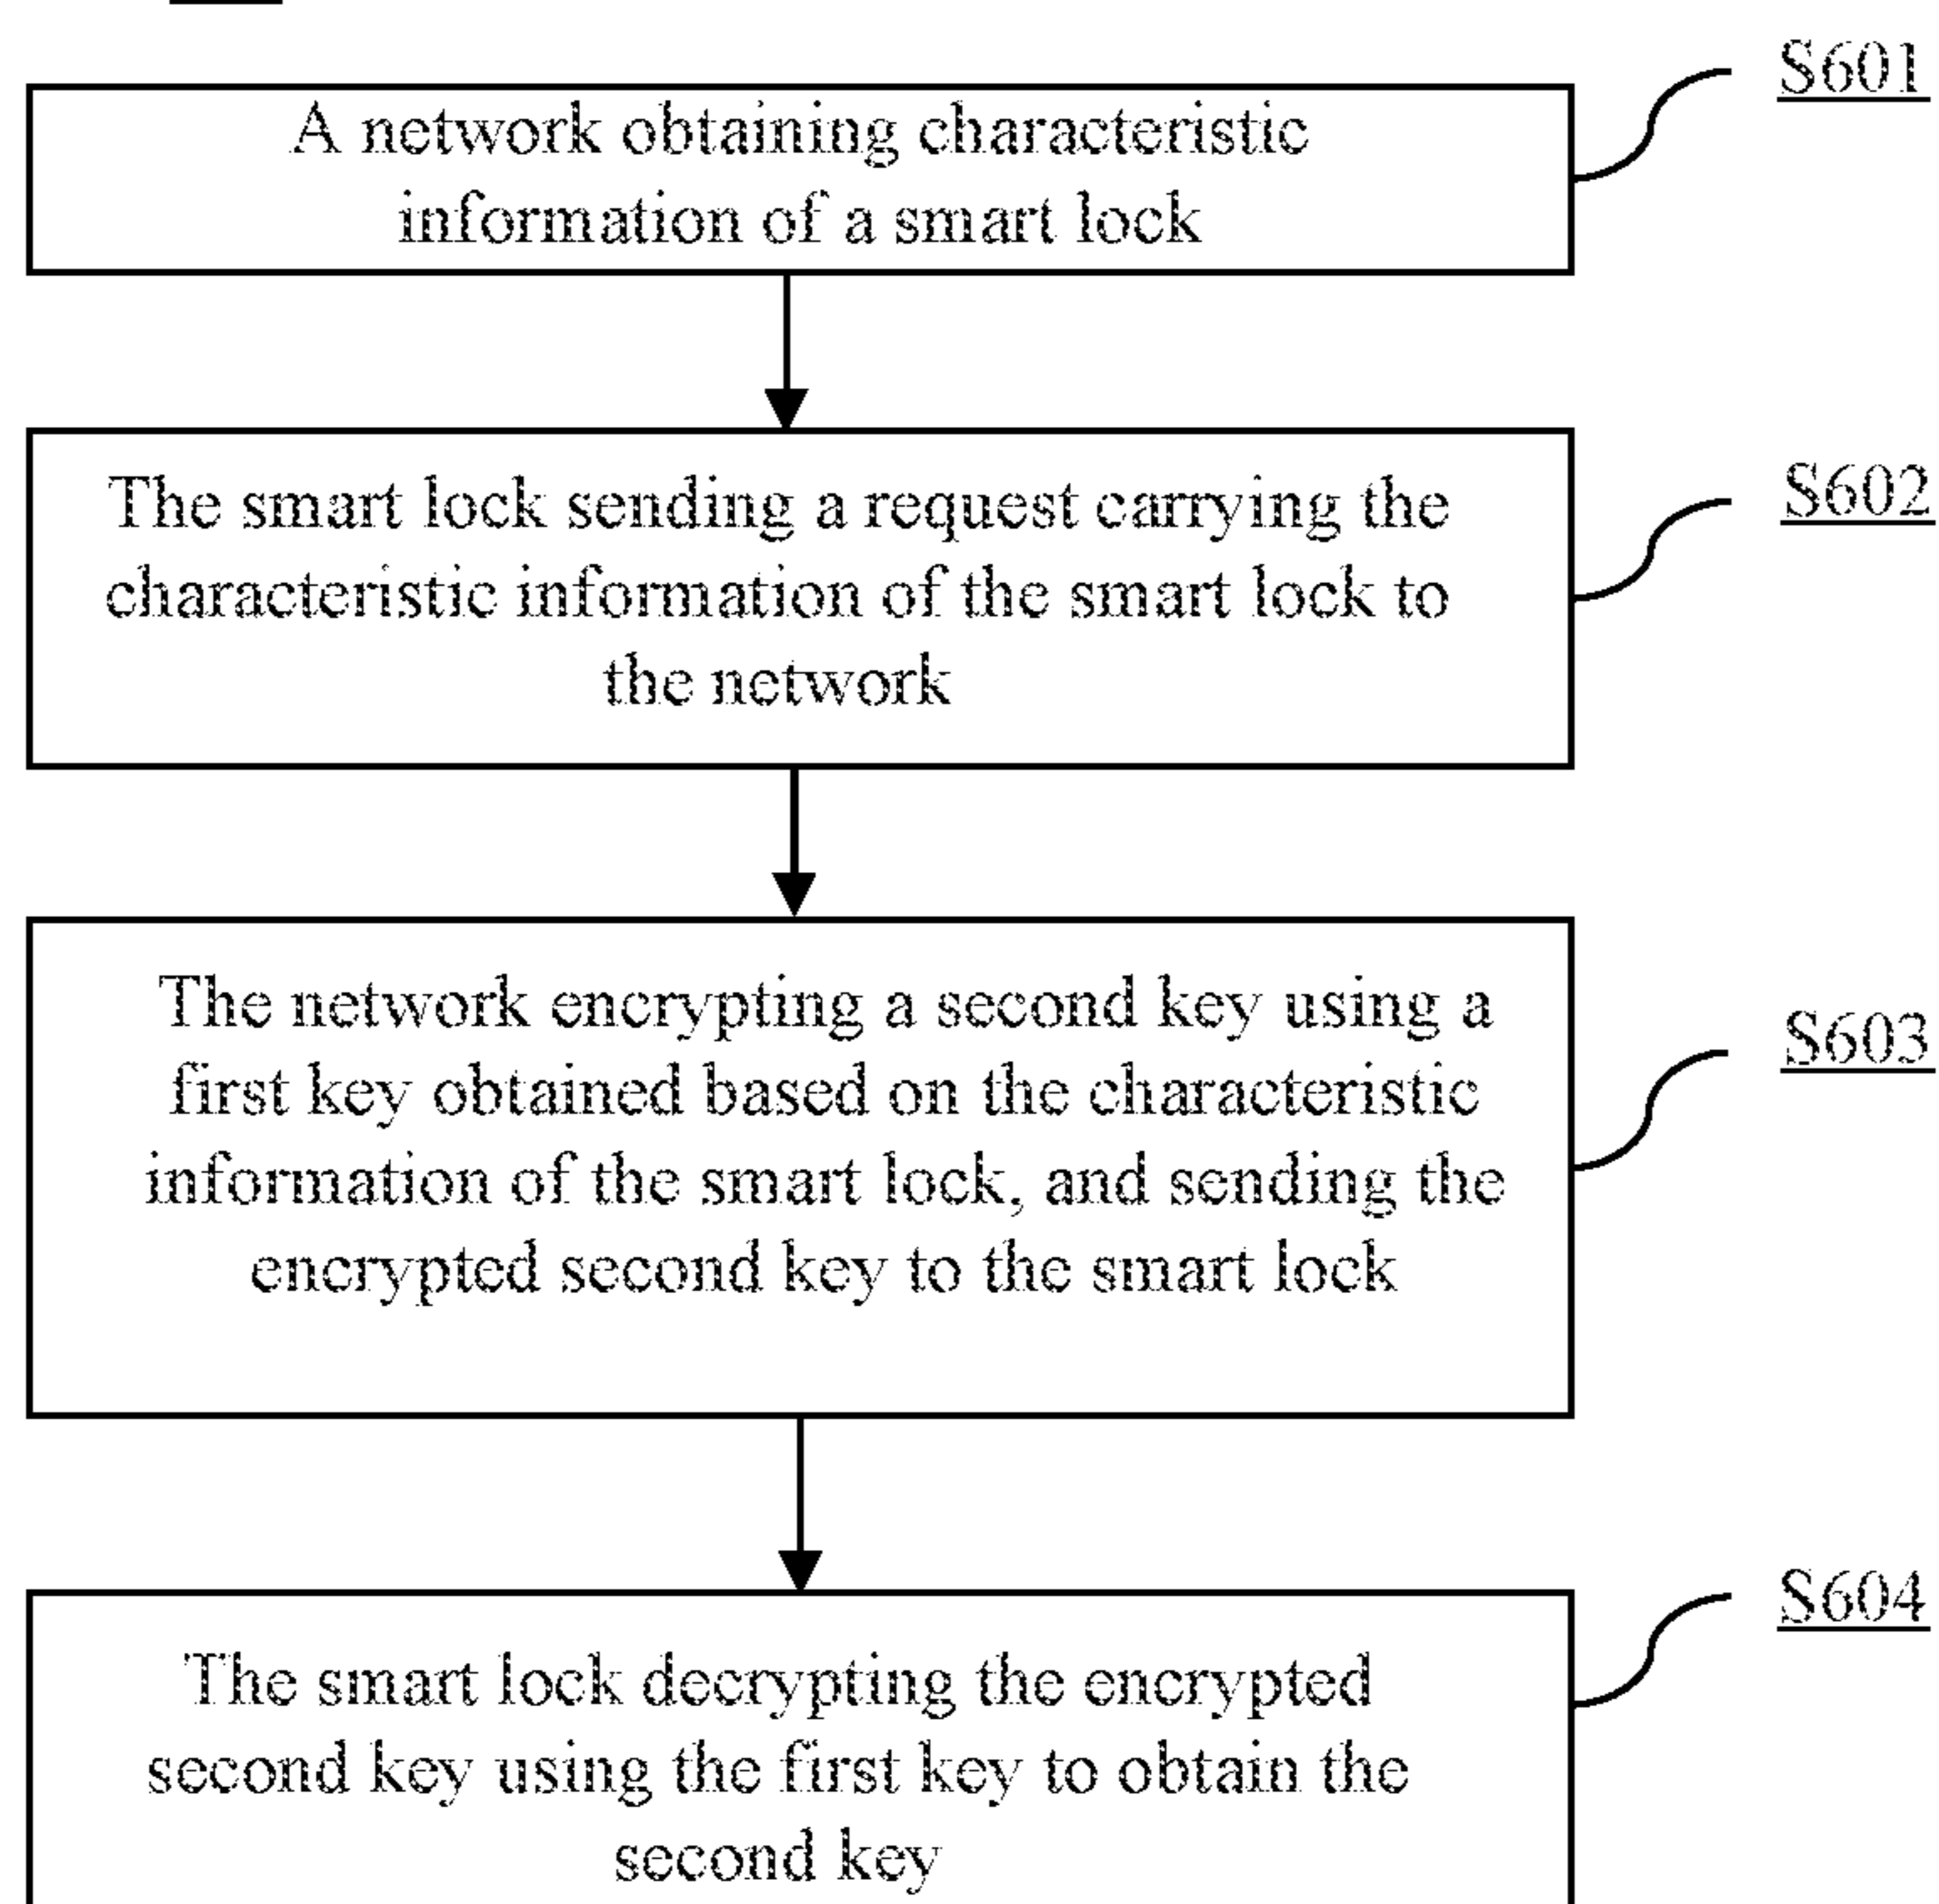 S601
A network obtaining characteristic
information of a smart lock
S602
The smart lock sending a request carrying the
characteristic information of the smart lock to
the network
S603
The network encrypting a second key using a
first key obtained based on the characteristic
information of the smart lock, and sending the
encrypted second key to the smart lock
S604
The smart lock decrypting the encrypted
second key using the first key to obtain the
second key